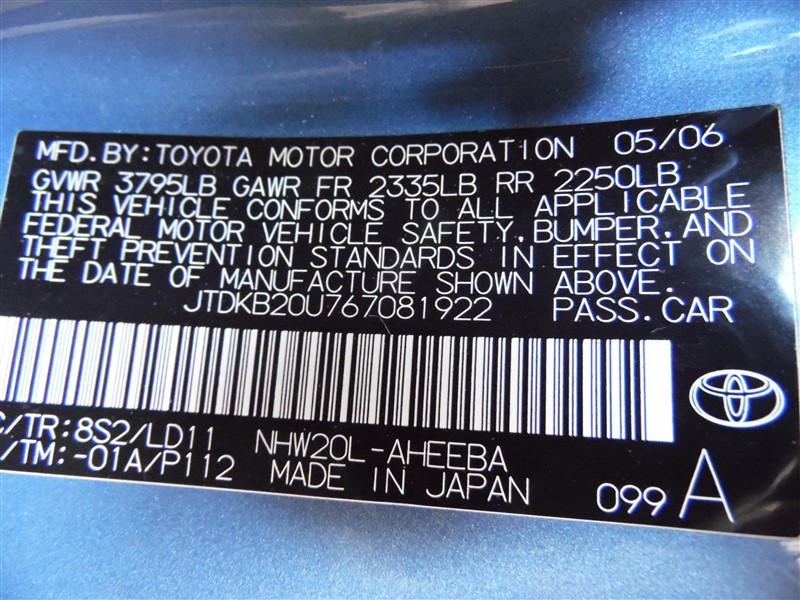 MFD.BY:TOYOTA MOTOR CORPORATION 05/06
GVWR 3795LB GAWR FR 2335LB RR 2250LB
THIS VEHICLE CONFORMS TO ALL APPLICABLE
FEDERAL MOTOR VEHICLE SAFETY,BUMPER,AND
THEFT PREVENTION STANDARDS IN EFFECT ON
THE DATE OF MANUFACTURE SHOWN ABOVE.
JTDKB20U767081922 PASS.CAR
C/TR:8S2/LD11 NHW20L-AHEEBA
/TM:-01A/P112 MADE IN JAPAN
099 A